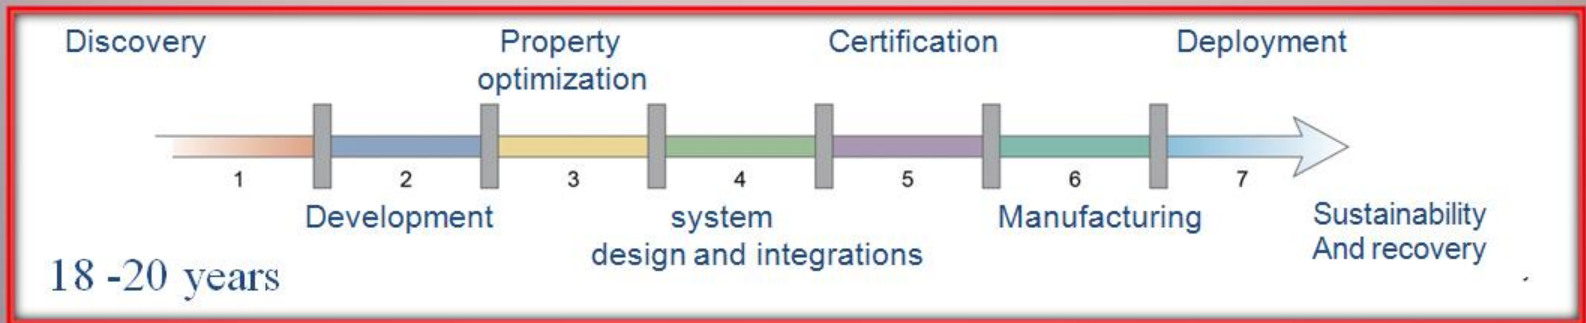 Discovery
Property
optimization
Certification
Deployment
1
2
3
4
5
6
7
Development
system
design and integrations
Manufacturing
Sustainability
And recovery
18 -20 years